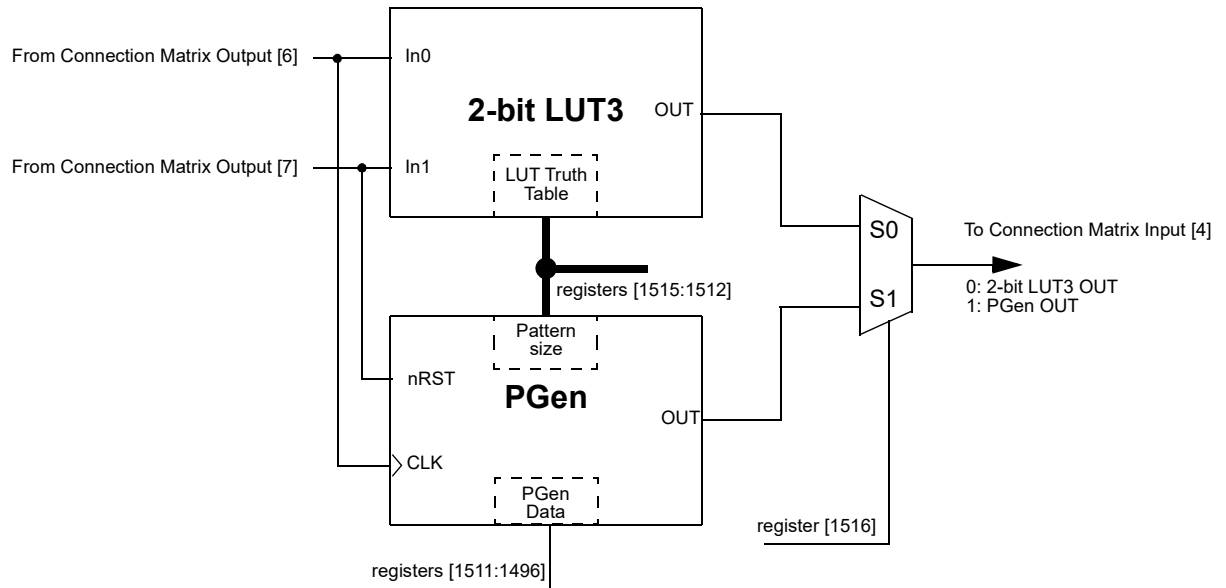 From Connection Matrix Output [6]
In0
2-bit LUT3
OUT
From Connection Matrix Output [7]
In1
LUT Truth
Table
S0
To Connection Matrix Input [4]
registers [1515:1512]
0: 2-bit LUT3 OUT
1: PGen OUT
S1
Pattern
size
nRST
PGen
OUT
CLK
PGen
Data
register [1516]
registers [1511:1496]